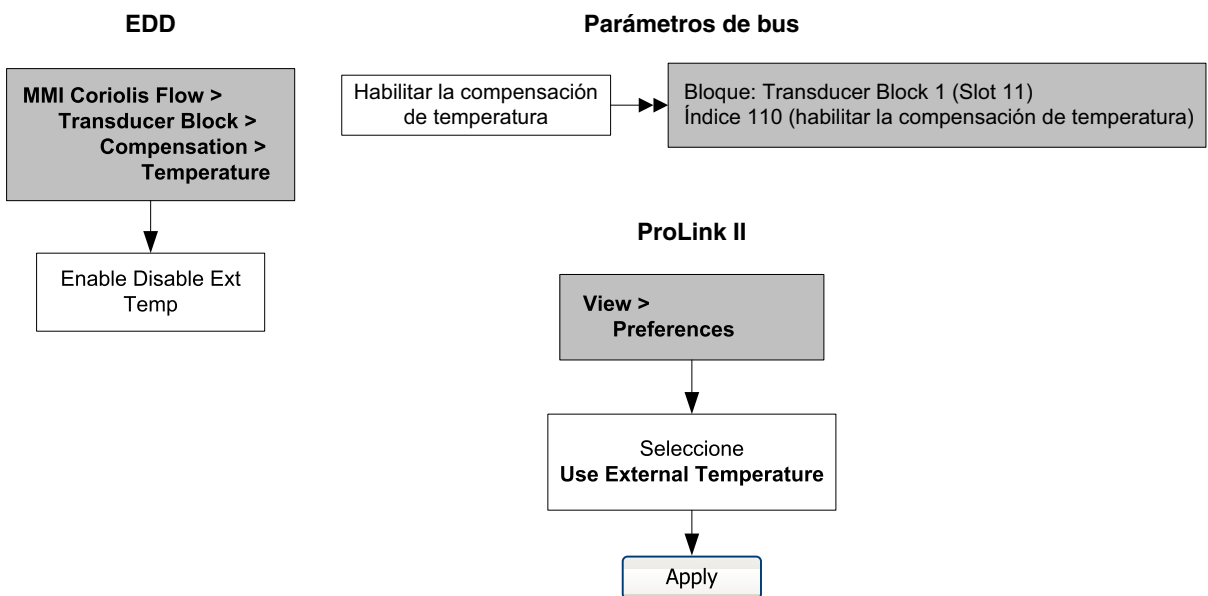 EDD
MMI Coriolis Flow >
Transducer Block >
Compensation >
Temperature
Enable Disable Ext
Temp
Parámetros de bus
Habilitar la compensación
de temperatura
Bloque: Transducer Block 1 (Slot 11)
Índice 110 (habilitar la compensación de temperatura)
ProLink II
View >
Preferences
Seleccione
Use External Temperature
Apply